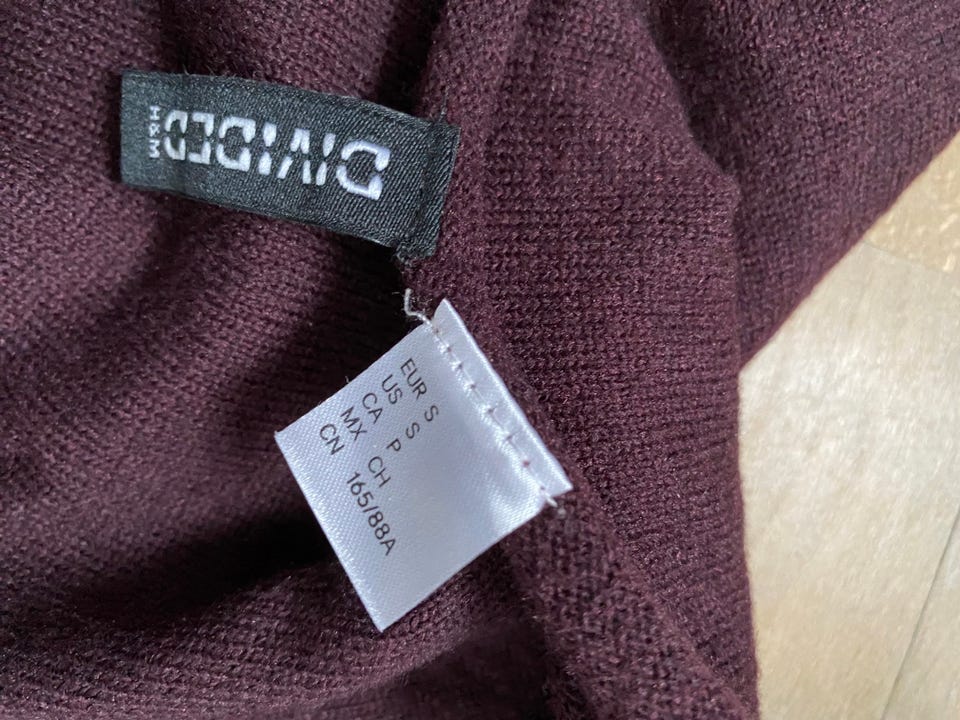 DIVIDED
H&M
EUR S
US S
CA P
MX CH
CN 165/88A